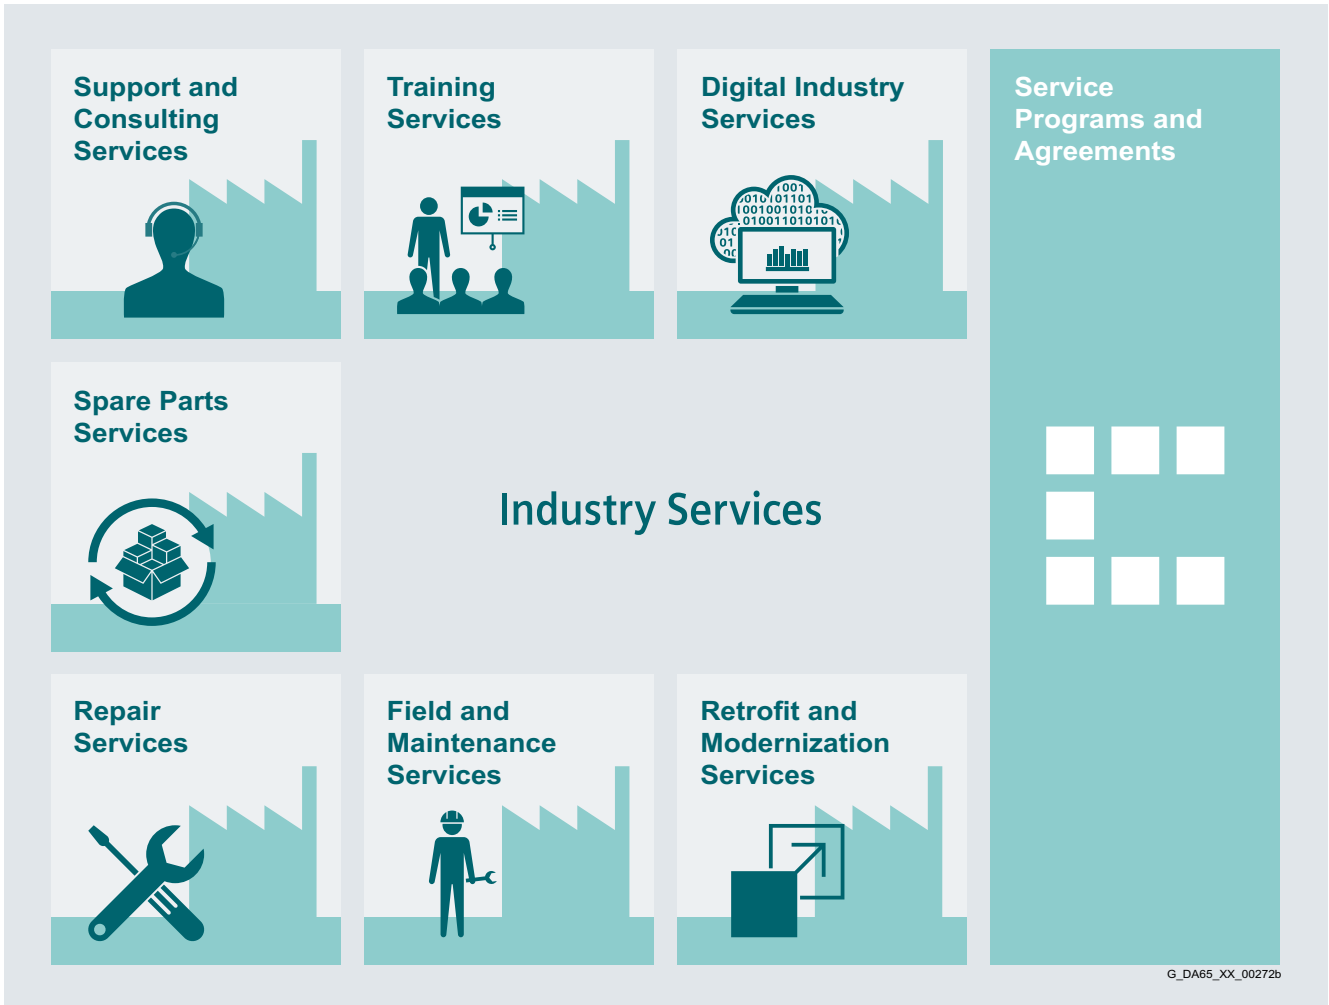 Support and
Consulting
Services
Training
Services
Digital Industry
Services
Service
Programs and
Agreements
Spare Parts
Services
Industry Services
Repair
Services
Field and
Maintenance
Services
Retrofit and
Modernization
Services
G_DA65_XX_00272b